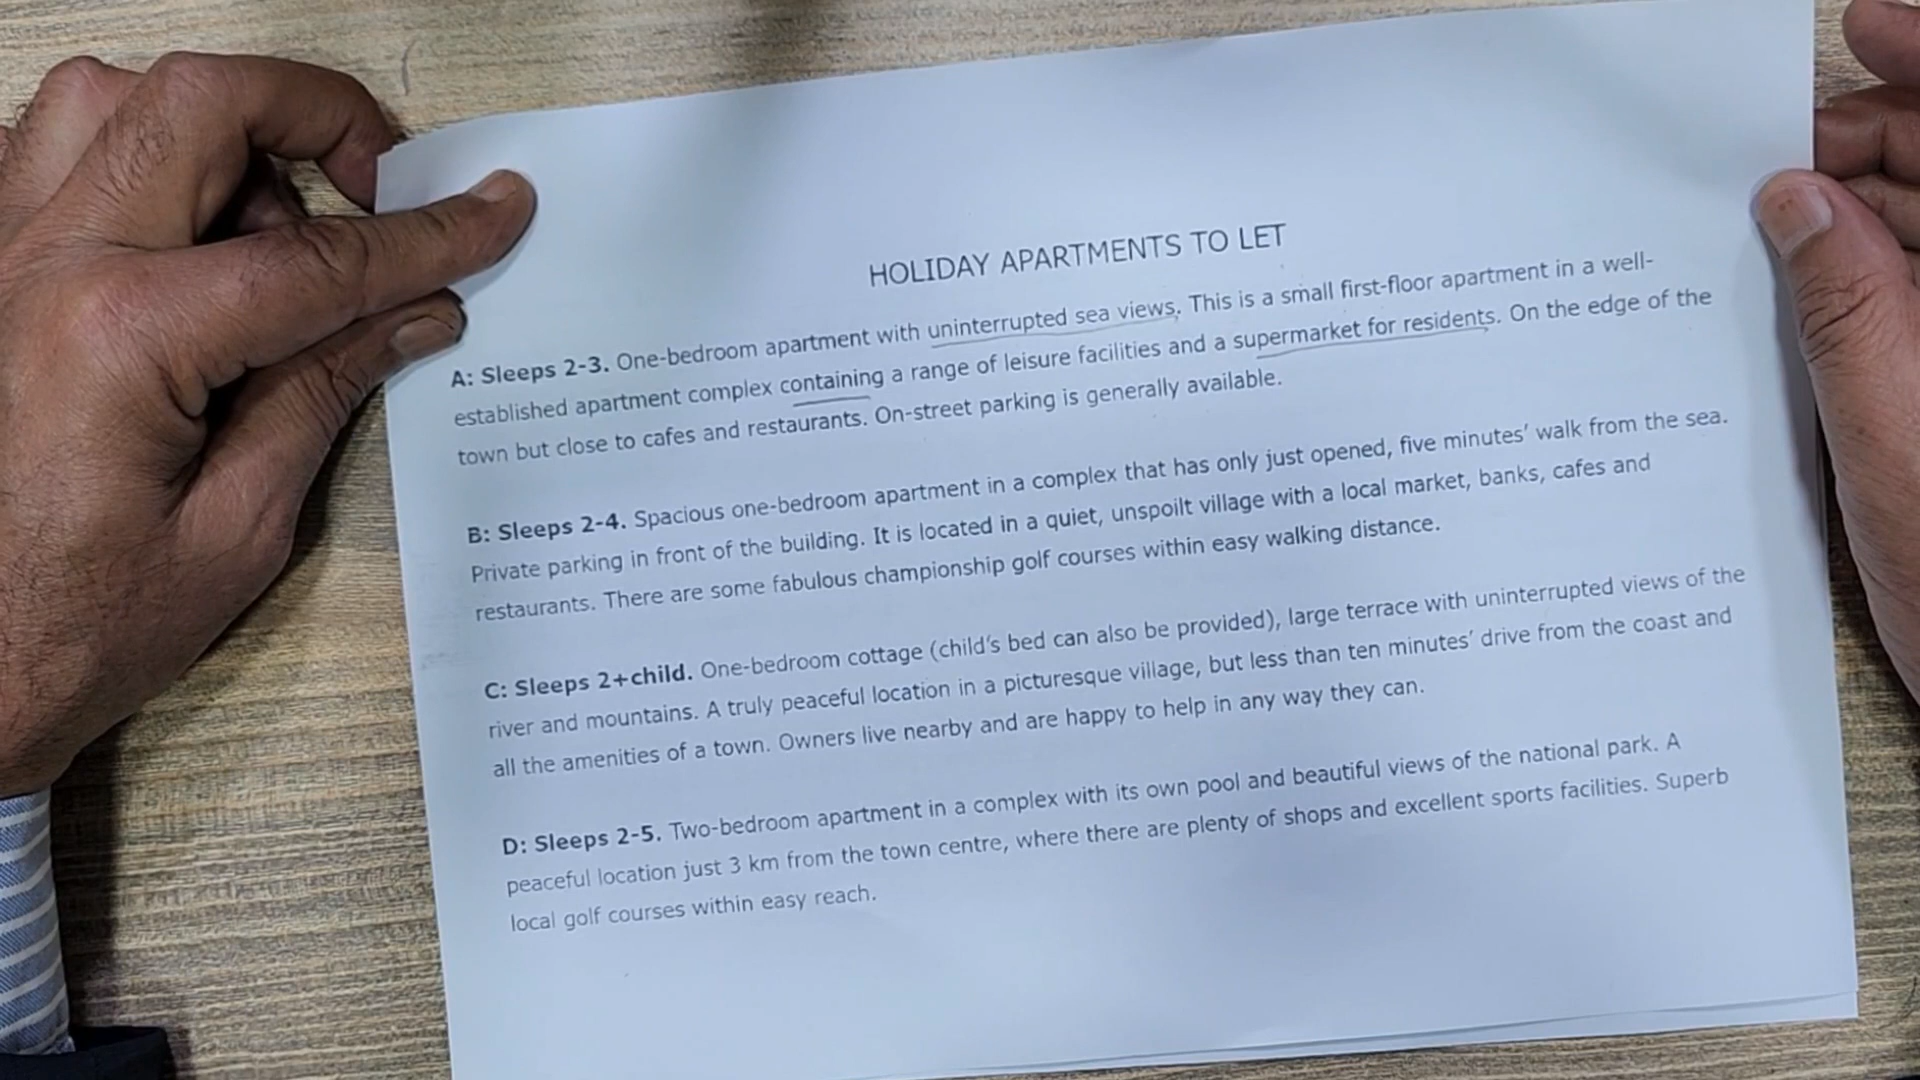 HOLIDAY APARTMENTS TO LET
A: Sleeps 2-3. One-bedroom apartment with uninterrupted sea views. This is a small first-floor apartment in a well-
established apartment complex containing a range of leisure facilities and a supermarket for residents. On the edge of the
town but close to cafes and restaurants. On-street parking is generally available.
B: Sleeps 2-4. Spacious one-bedroom apartment in a complex that has only just opened, five minutes’ walk from the sea.
Private parking in front of the building. It is located in a quiet, unspoilt village with a local market, banks, cafes and
restaurants. There are some fabulous championship golf courses within easy walking distance.
C: Sleeps 2+child. One-bedroom cottage (child’s bed can also be provided), large terrace with uninterrupted views of the
river and mountains. A truly peaceful location in a picturesque village, but less than ten minutes’ drive from the coast and
all the amenities of a town. Owners live nearby and are happy to help in any way they can.
D: Sleeps 2-5. Two-bedroom apartment in a complex with its own pool and beautiful views of the national park. A
peaceful location just 3 km from the town centre, where there are plenty of shops and excellent sports facilities. Superb
local golf courses within easy reach.